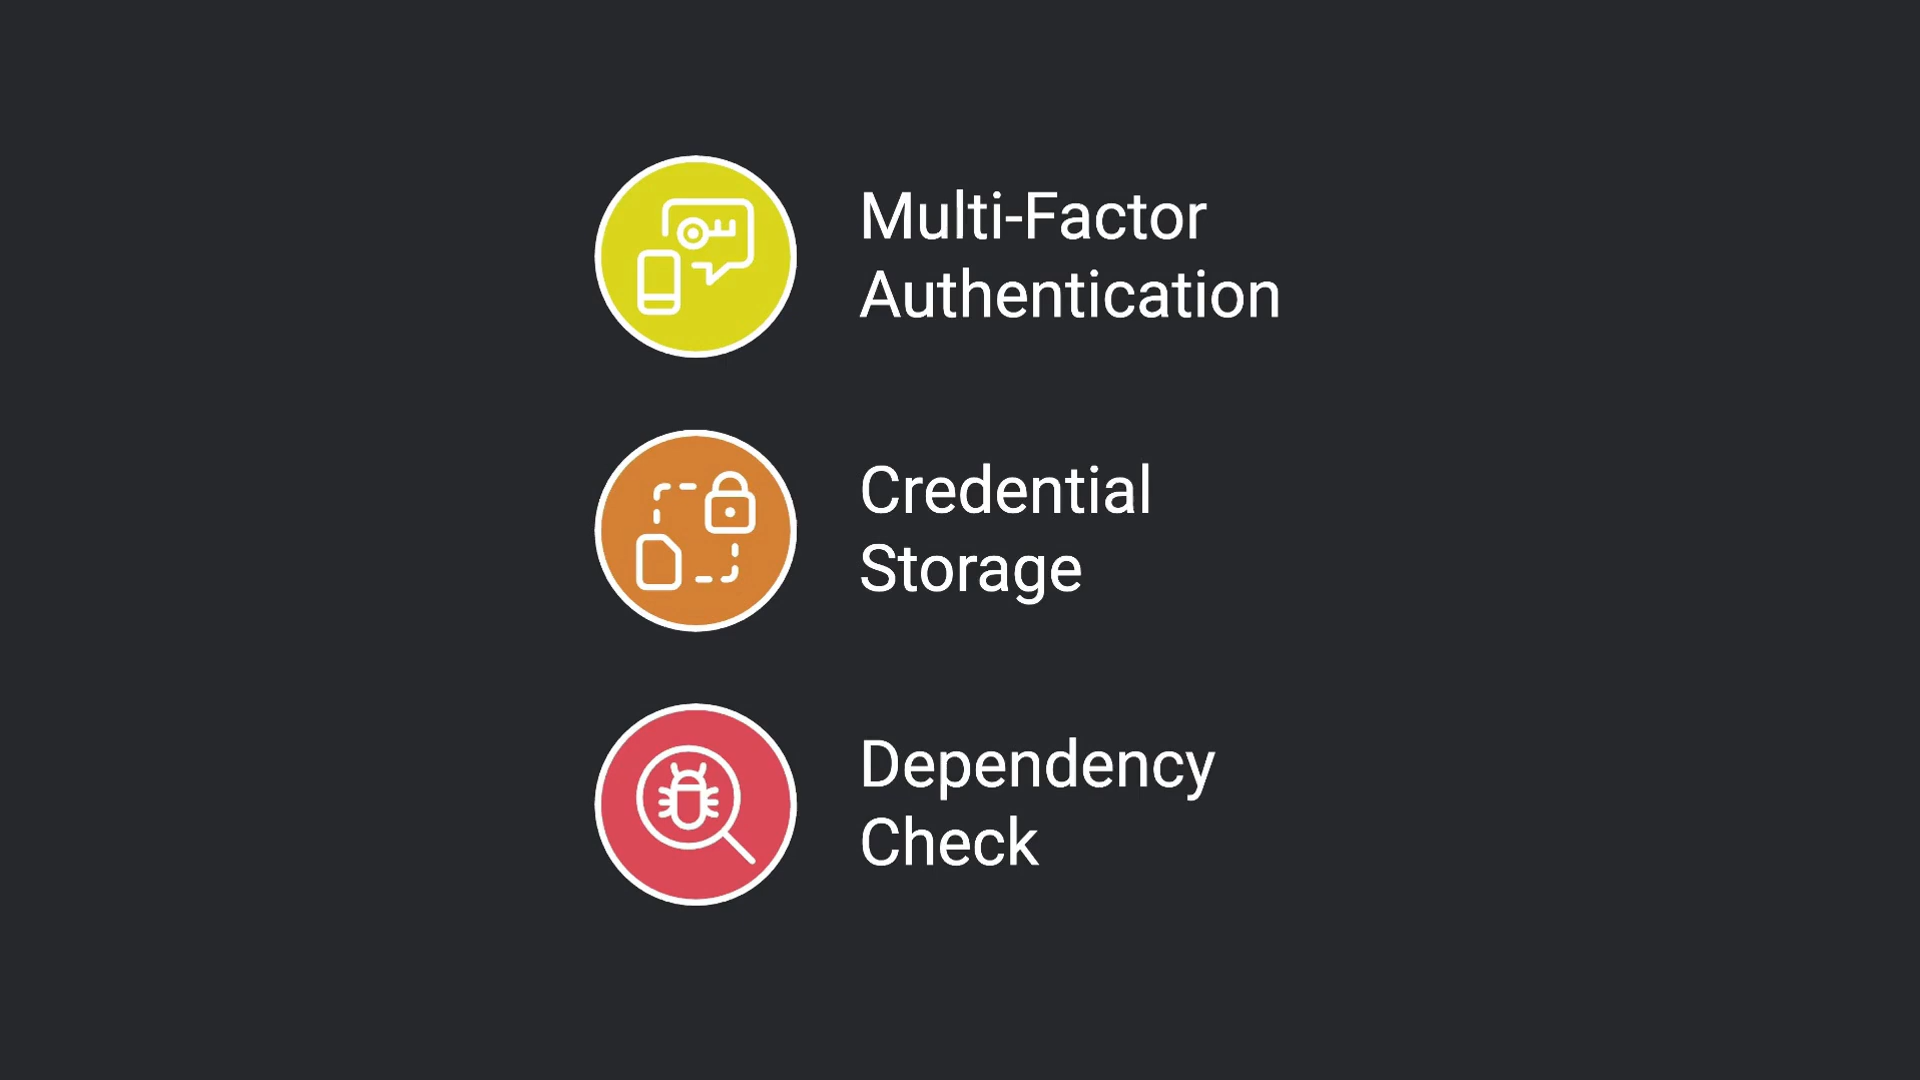 Multi-Factor
Authentication
Credential
Storage
Dependency
Check